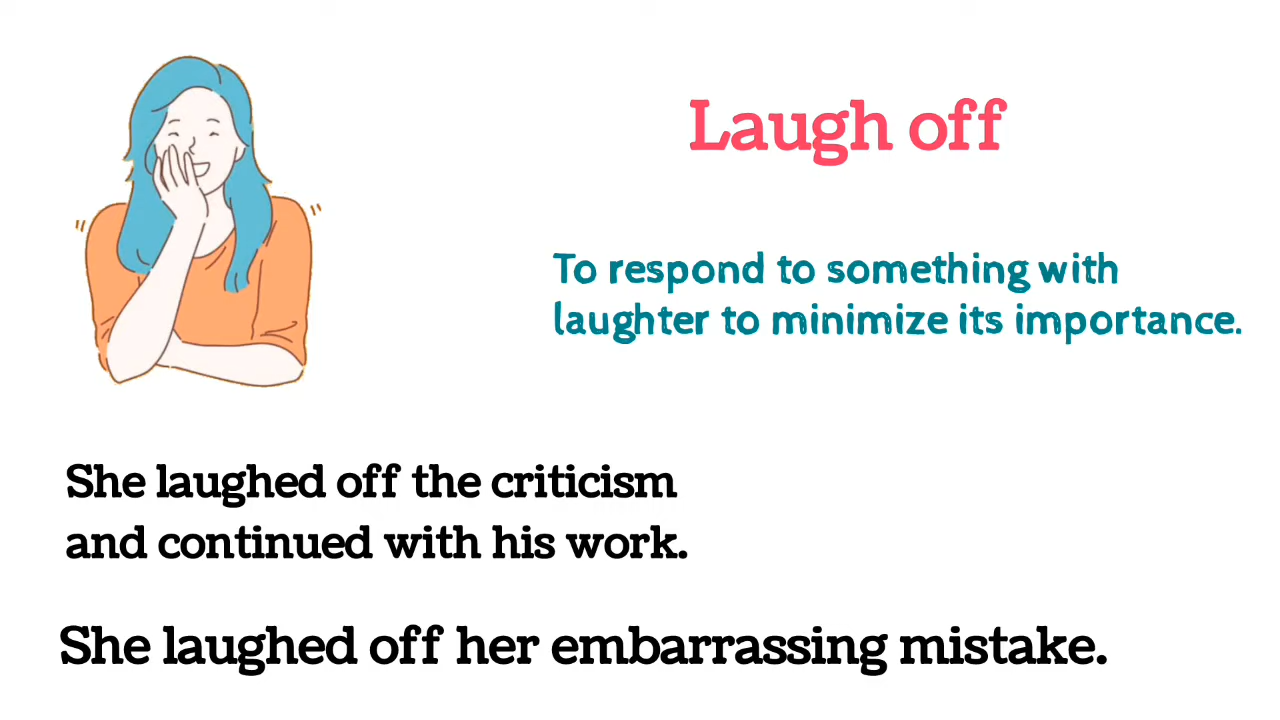 Laugh off
To respond to something with
laughter to minimize its importance.
She laughed off the criticism
and continued with his work.
She laughed off her embarrassing mistake.